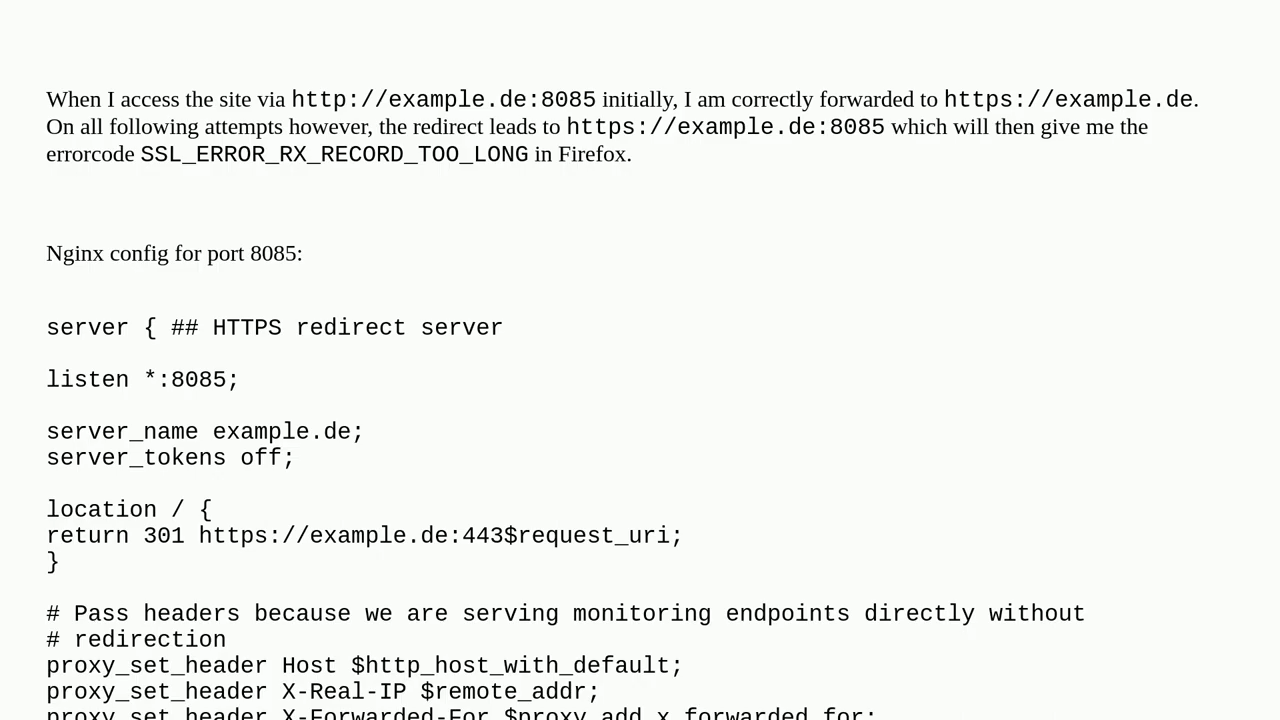 When I access the site via http://example.de:8085 initially, I am correctly forwarded to https://example.de.
On all following attempts however, the redirect leads to https://example.de:8085 which will then give me the
errorcode SSL_ERROR_RX_RECORD_TOO_LONG in Firefox.
Nginx config for port 8085:
server { ## HTTPS redirect server
listen *:8085;
server_name example.de;
server_tokens off;
location / {
return 301 https://example.de:443$request_uri;
}
# Pass headers because we are serving monitoring endpoints directly without
# redirection
proxy_set_header Host $http_host_with_default;
proxy_set_header X-Real-IP $remote_addr;
proxy_set_header X-Forwarded-For $proxy_add_x_forwarded_for;